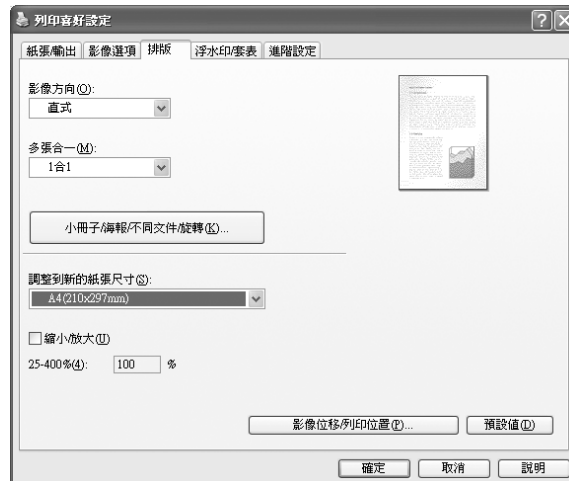 列印喜好設定
紙張/輸出 影像選項 排版 浮水印/套表 進階設定
影像方向(O):
直式
多張合一(M):
1合1
小冊子/海報/不同文件/旋轉(K)...
調整到新的紙張尺寸(S):
A4(210x297mm)
縮小/放大(U)
25-400%(4): 100 %
影像位移/列印位置(P)... 預設值(D)
確定 取消 說明